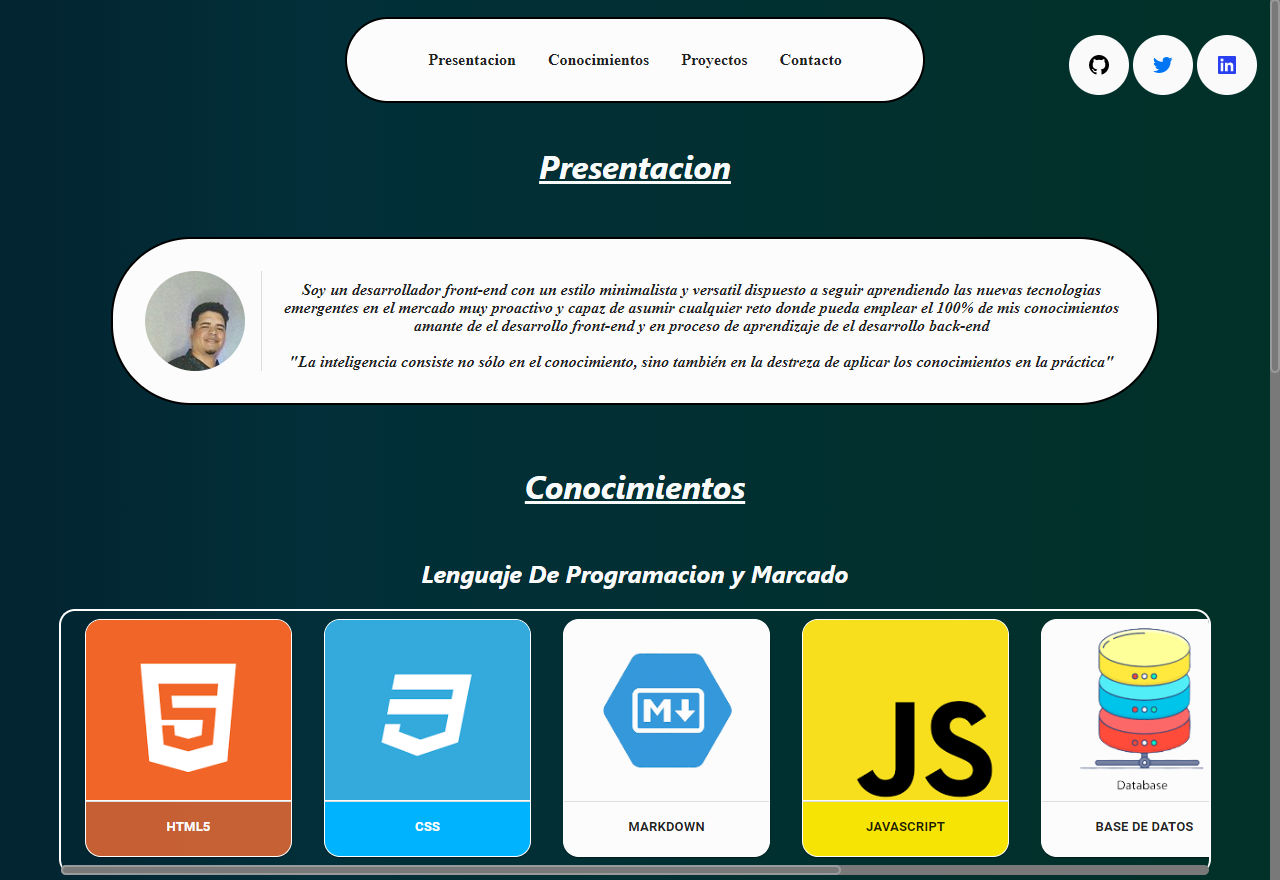 Presentacion Conocimientos Proyectos Contacto
in
Presentacion
Soy un desarrollador front-end con un estilo minimalista y versatil dispuesto a seguir aprendiendo las nuevas tecnologias
emergentes en el mercado muy proactivo y capaz de asumir cualquier reto donde pueda emplear el 100% de mis conocimientos
amante de el desarrollo front-end y en proceso de aprendizaje de el desarrollo back-end
"La inteligencia consiste no sólo en el conocimiento, sino también en la destreza de aplicar los conocimientos en la práctica"
Conocimientos
Lenguaje De Programacion y Marcado
5
3
M
JS
Database
HTML5
CSS
MARKDOWN
JAVASCRIPT
BASE DE DATOS